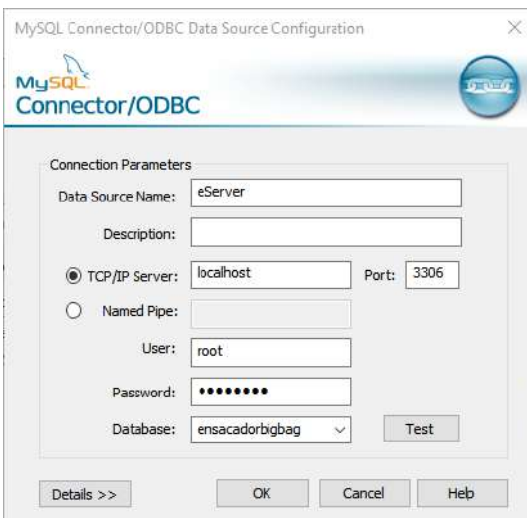 MySQL Connector/ODBC Data Source Configuration
MySQL
Connector/ODBC
Connection Parameters
Data Source Name: eServer
Description:
TCP/IP Server: localhost Port: 3306
Named Pipe:
User: root
Password: ••••••••
Database: ensacadorbigbag Test
Details >> OK Cancel Help